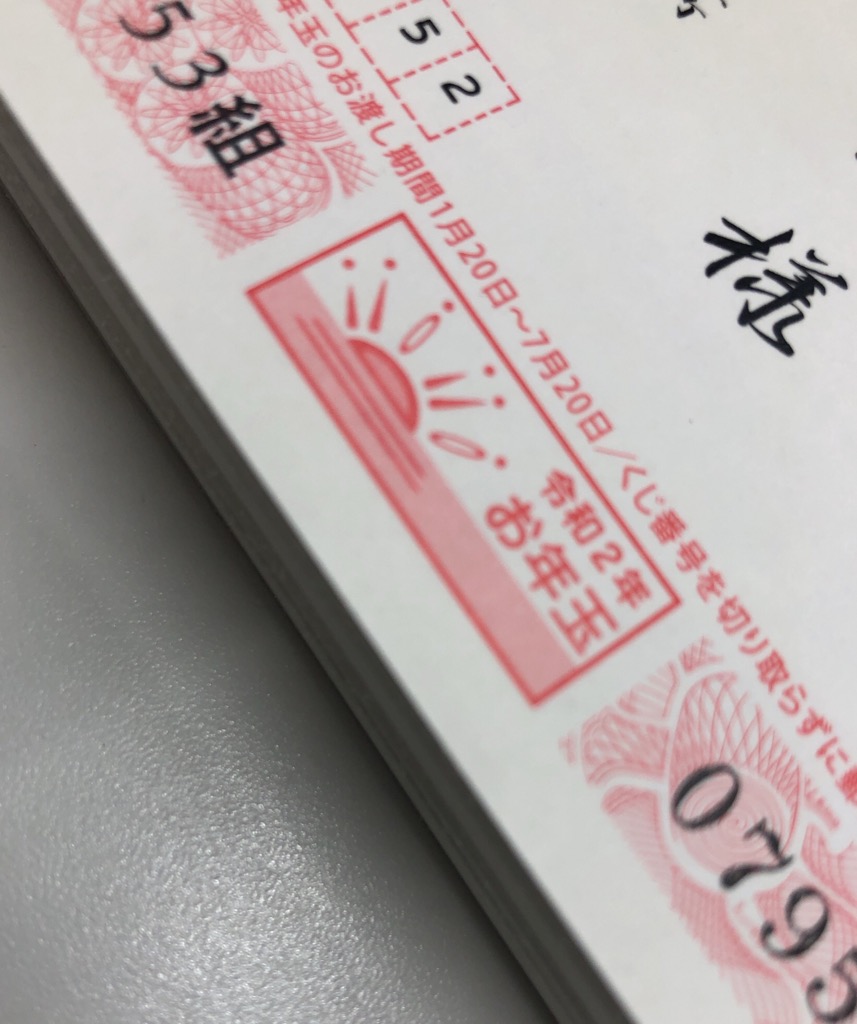 様
52
年玉のお渡し期間1月20日～7月20日／くじ番号を切り取らずに
53組
令和2年
お年玉
0795